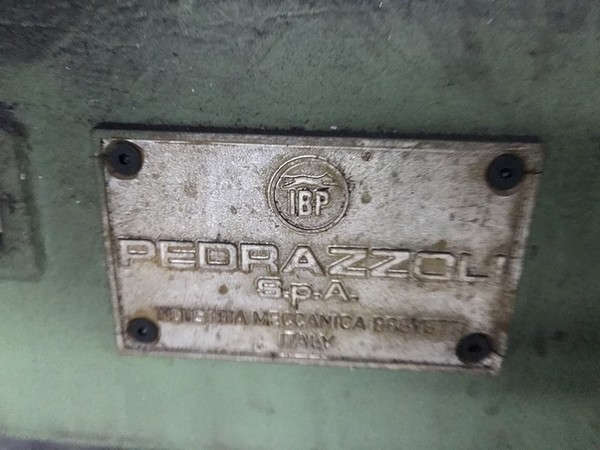 IBP
PEDRAZZOLI
S.p.A.
INDUSTRIA MECCANICA
ITALY